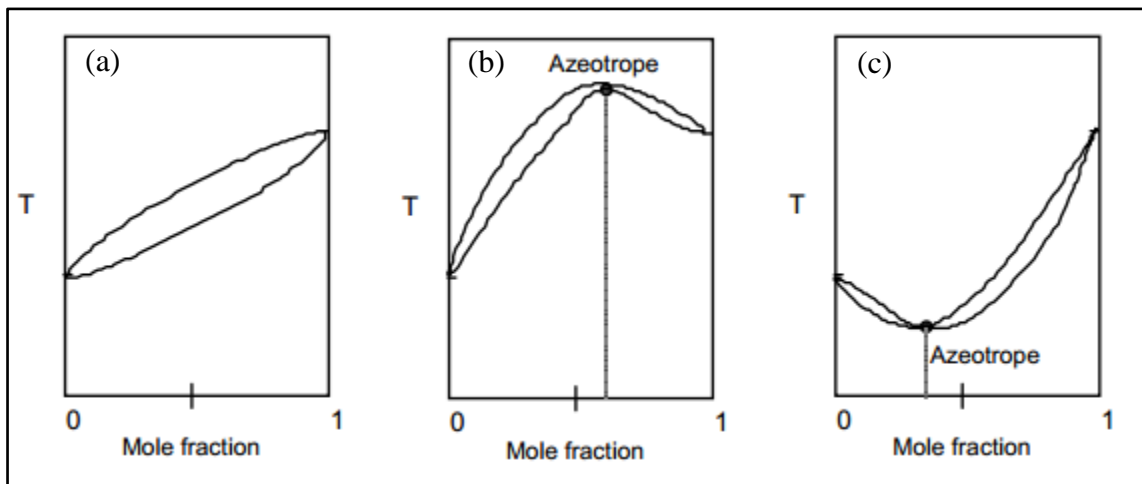 (a)
T
0 1
Mole fraction
(b)
Azeotrope
T
0 1
Mole fraction
(c)
T
Azeotrope
0 1
Mole fraction